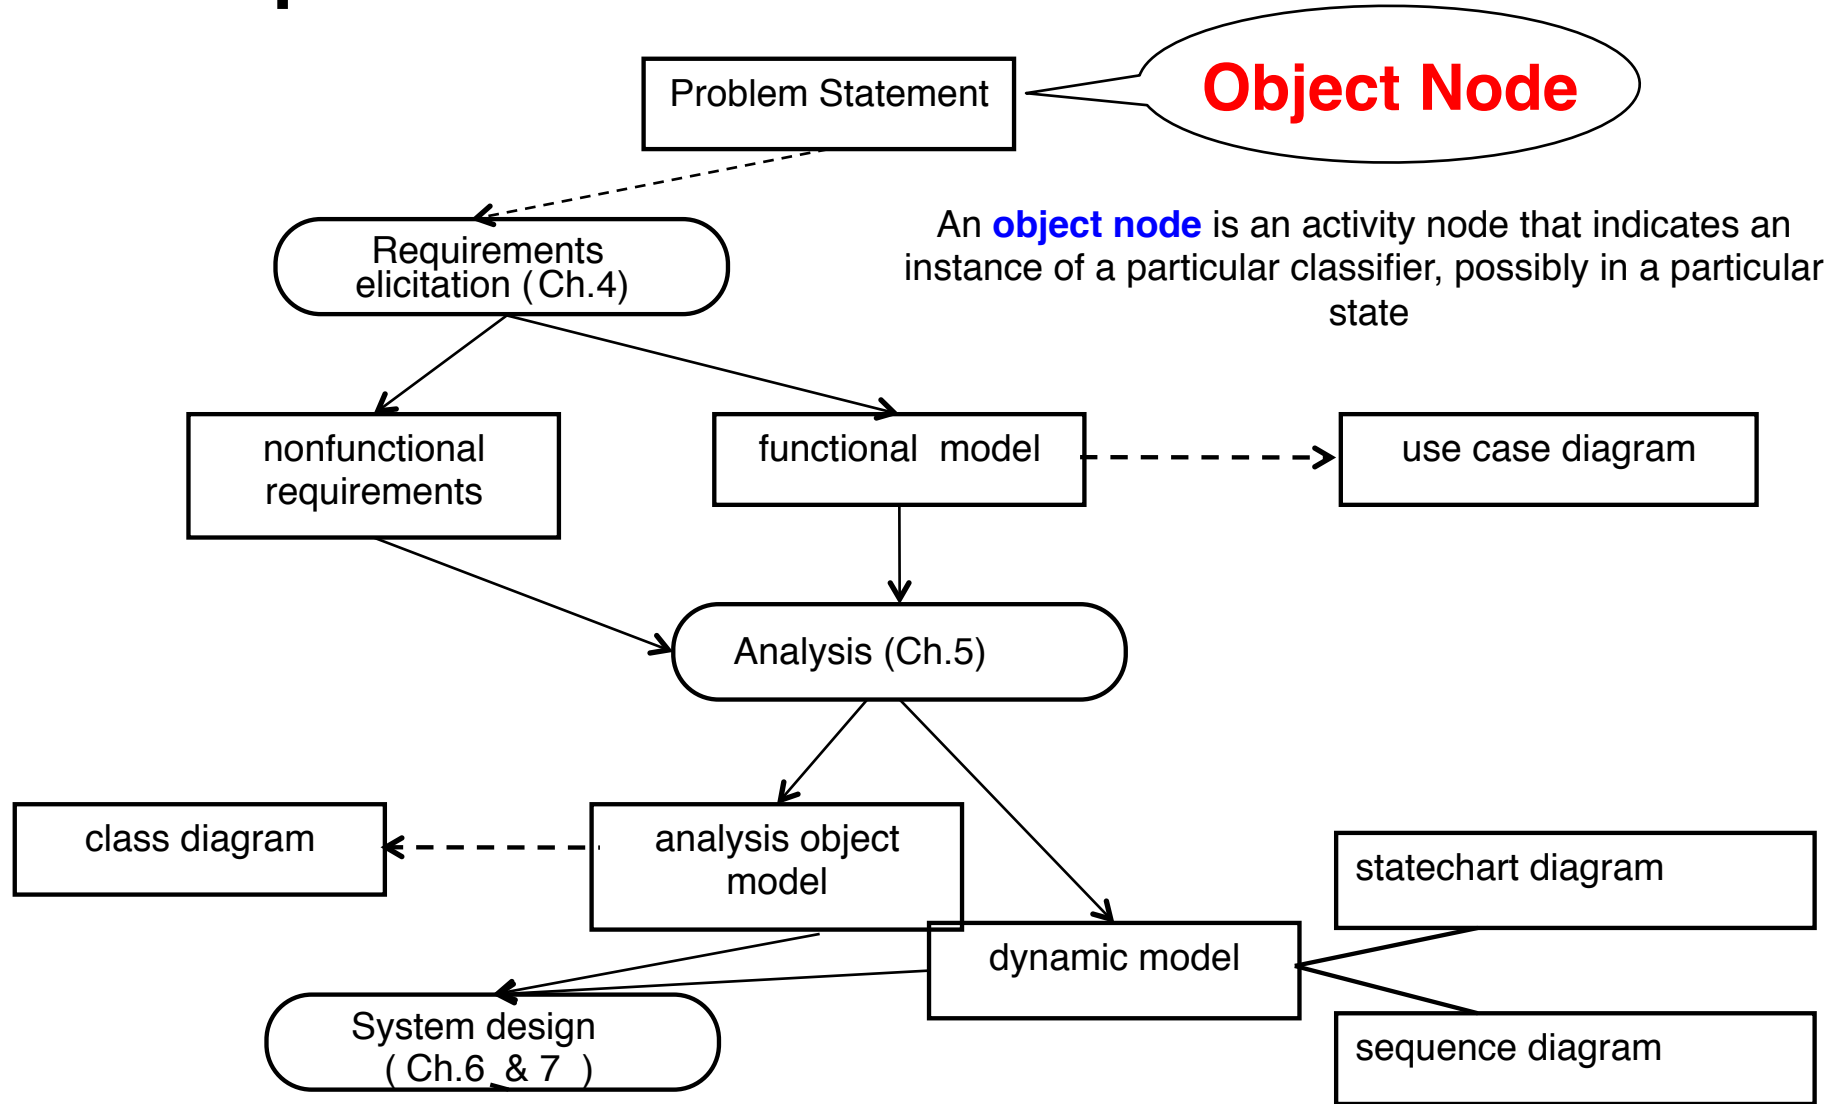 Problem Statement
Object Node
Requirements
elicitation (Ch.4)
An object node is an activity node that indicates an
instance of a particular classifier, possibly in a particular
state
nonfunctional
requirements
functional model
use case diagram
Analysis (Ch.5)
class diagram
analysis object
model
statechart diagram
dynamic model
System design
( Ch.6 & 7 )
sequence diagram